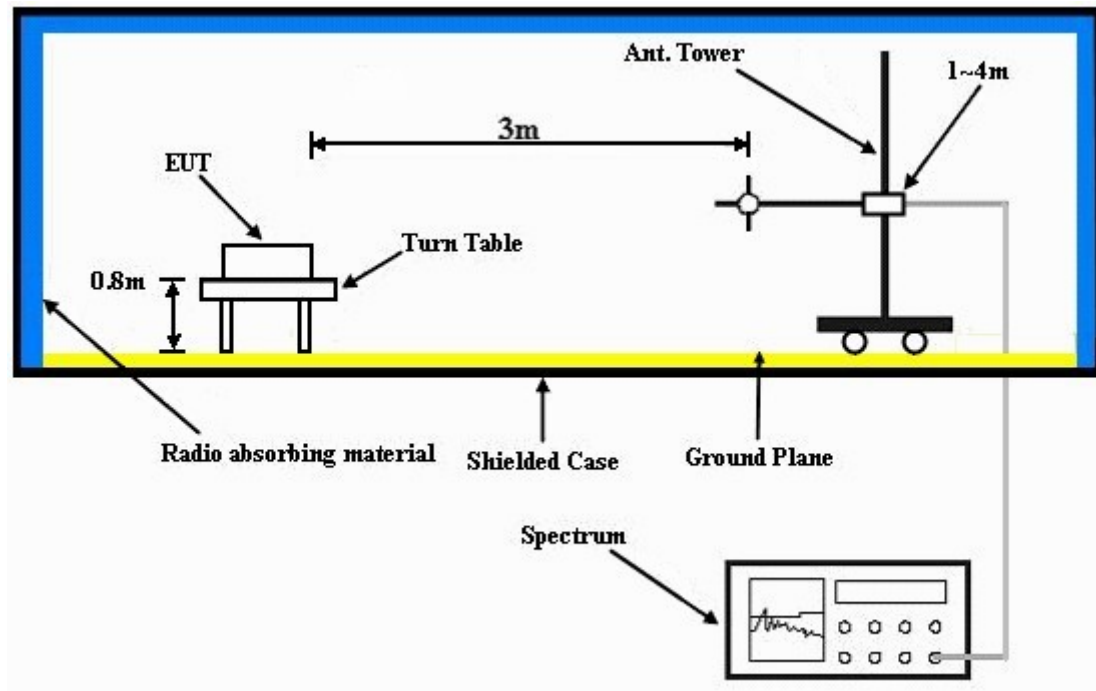 Ant. Tower
1~4m
3m
EUT
Turn Table
0.8m
Radio absorbing material
Shielded Case
Ground Plane
Spectrum